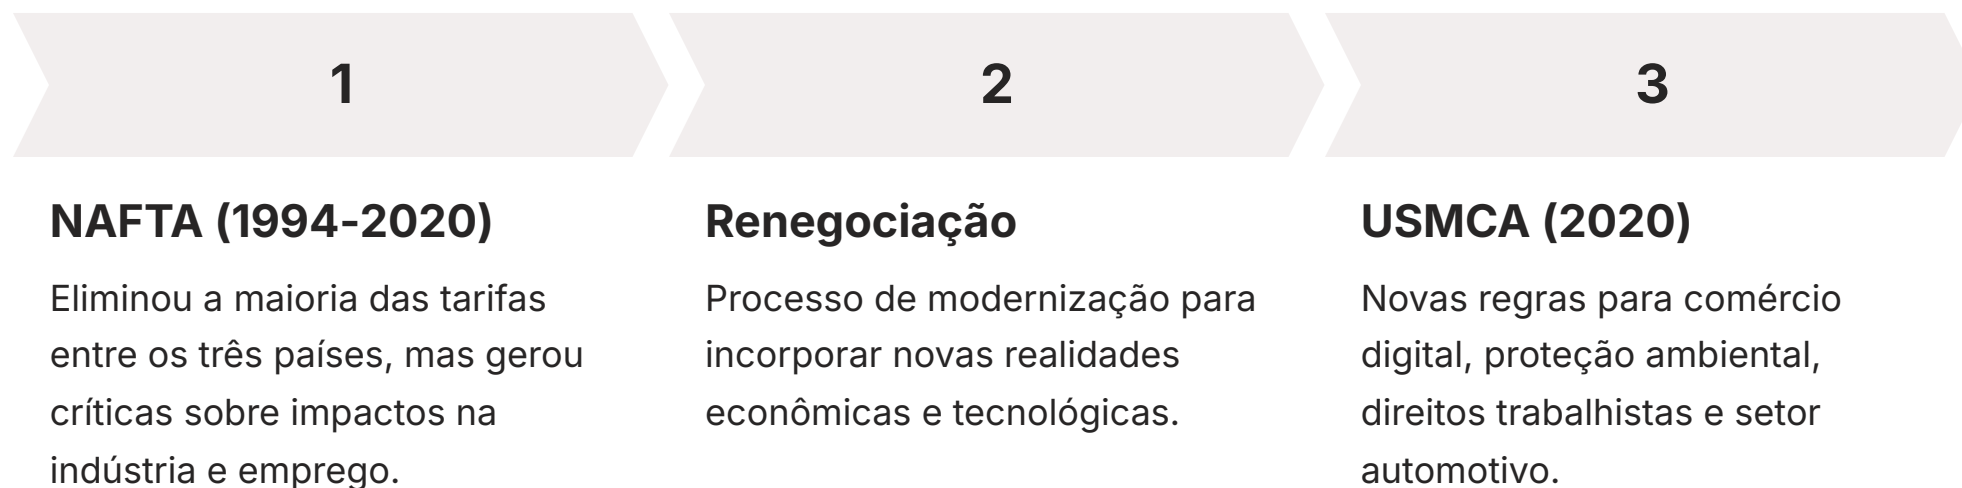 1
NAFTA (1994-2020)
Eliminou a maioria das tarifas
entre os três países, mas gerou
críticas sobre impactos na
indústria e emprego.
2
Renegociação
Processo de modernização para
incorporar novas realidades
econômicas e tecnológicas.
3
USMCA (2020)
Novas regras para comércio
digital, proteção ambiental,
direitos trabalhistas e setor
automotivo.